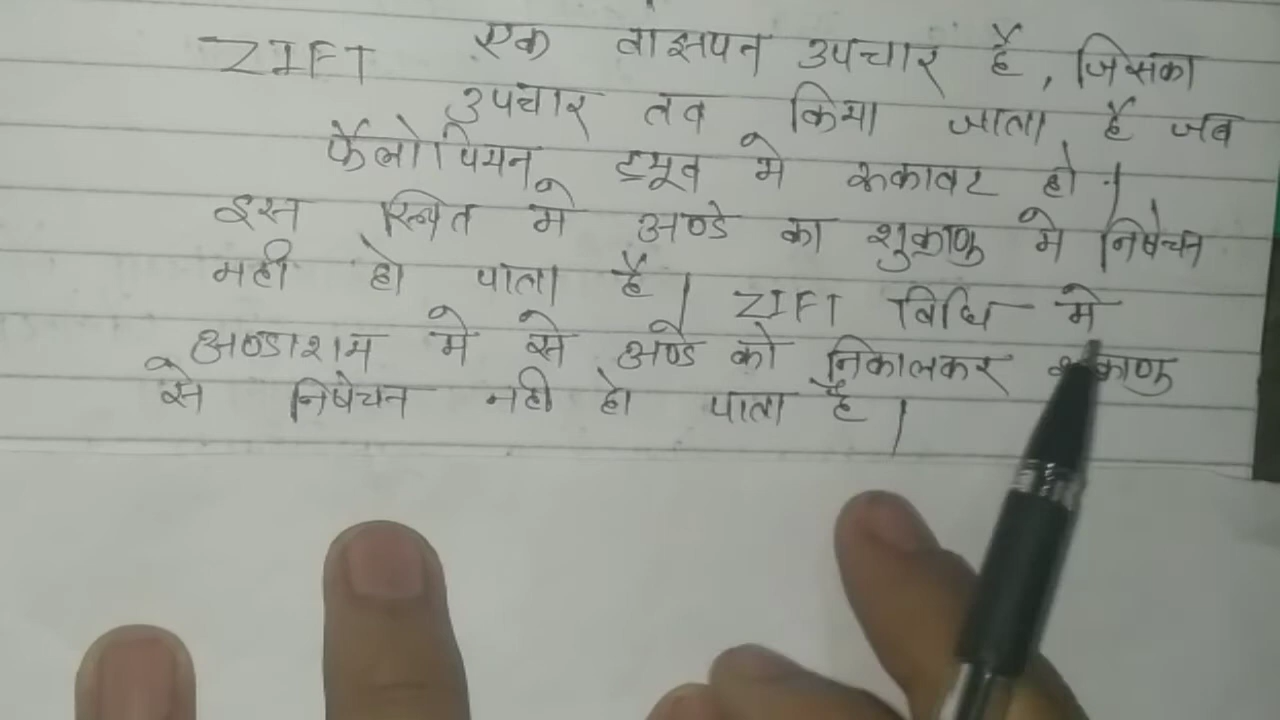 ZIFT एक वांझपन उपचार है, जिसका
उपचार तब किया जाता है जब
फैलोपियन ट्यूब मे रूकावट हो।
इस स्थित मे अण्डे का शुक्राणु मे निषेचन
नही हो पाता है। ZIFT विधि मे
अण्डाशय मे से अण्डे को निकालकर
से निषेचन नही हो पाता है।